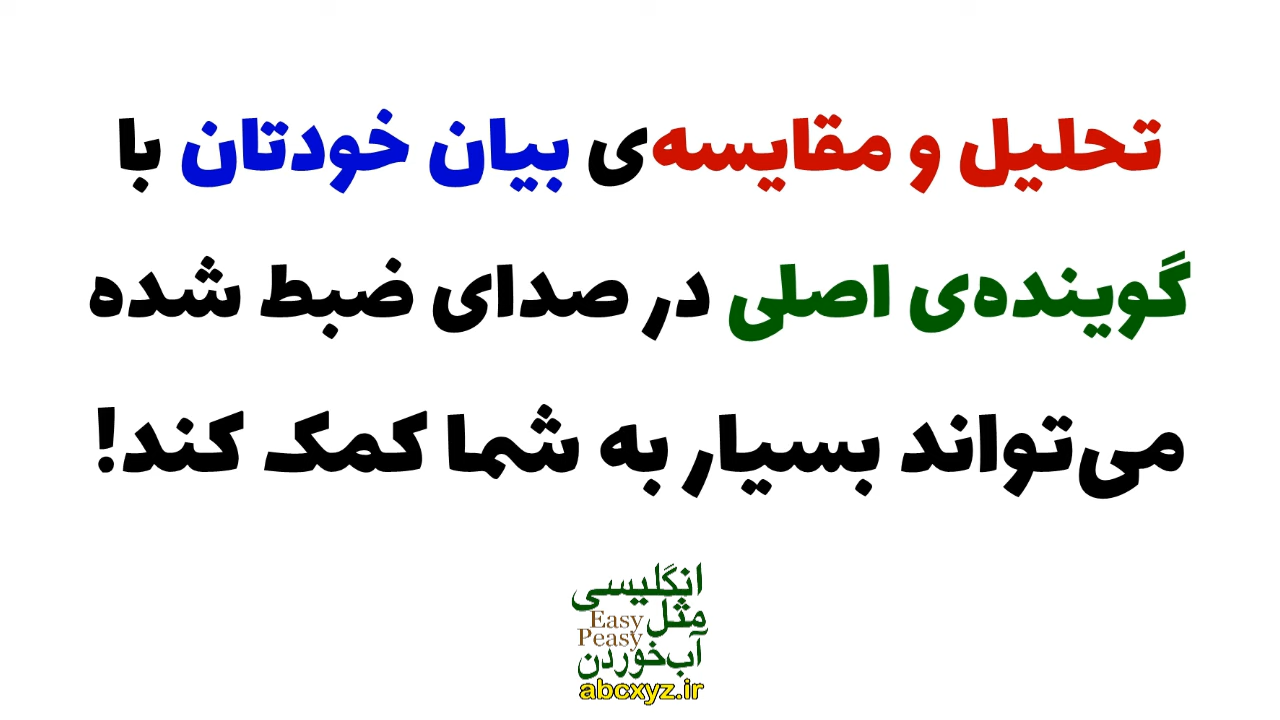 تحلیل و مقایسه‌ی بیان خودتان با
گوینده‌ی اصلی در صدای ضبط شده
می‌تواند بسیار به شما کمک کند!
انگلیسی
مثل
Easy
Peasy
آب‌خوردن
abcxyz.ir